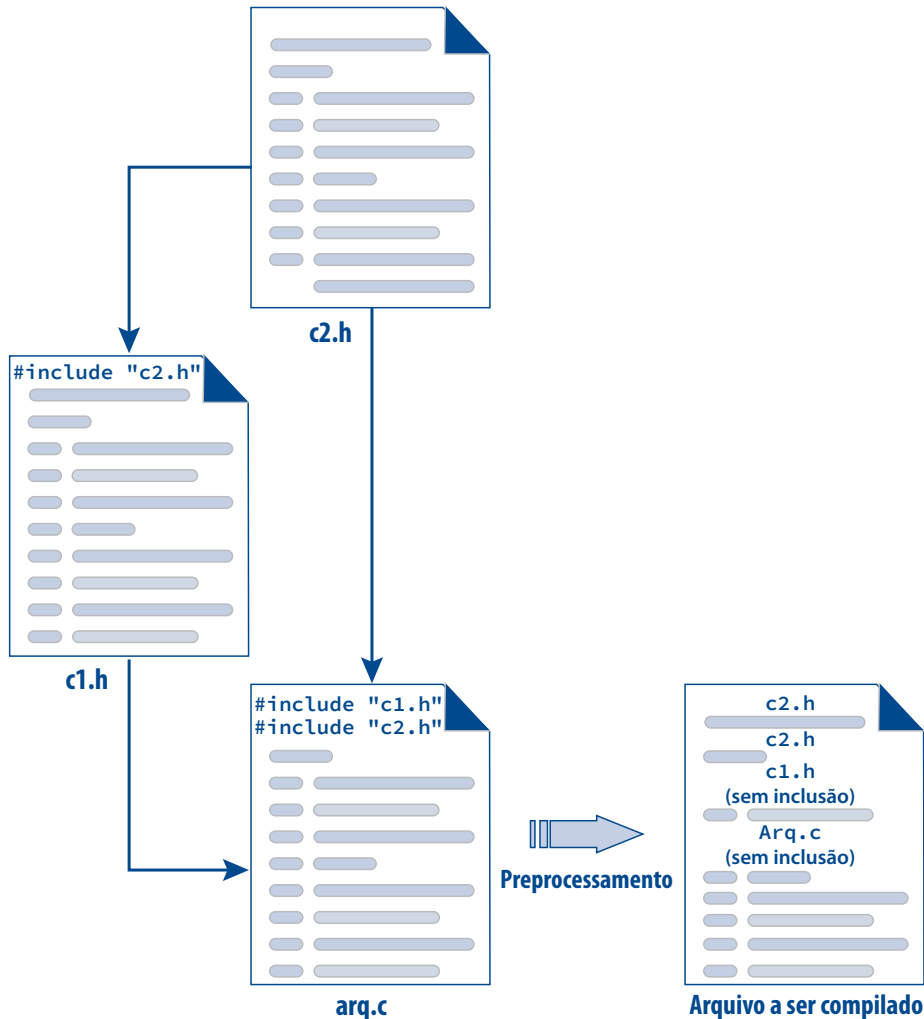 c2.h
#include "c2.h"
c1.h
#include "c1.h"
#include "c2.h"
arq.c
Preprocessamento
c2.h
c2.h
c1.h
(sem inclusão)
Arq.c
(sem inclusão)
Arquivo a ser compilado